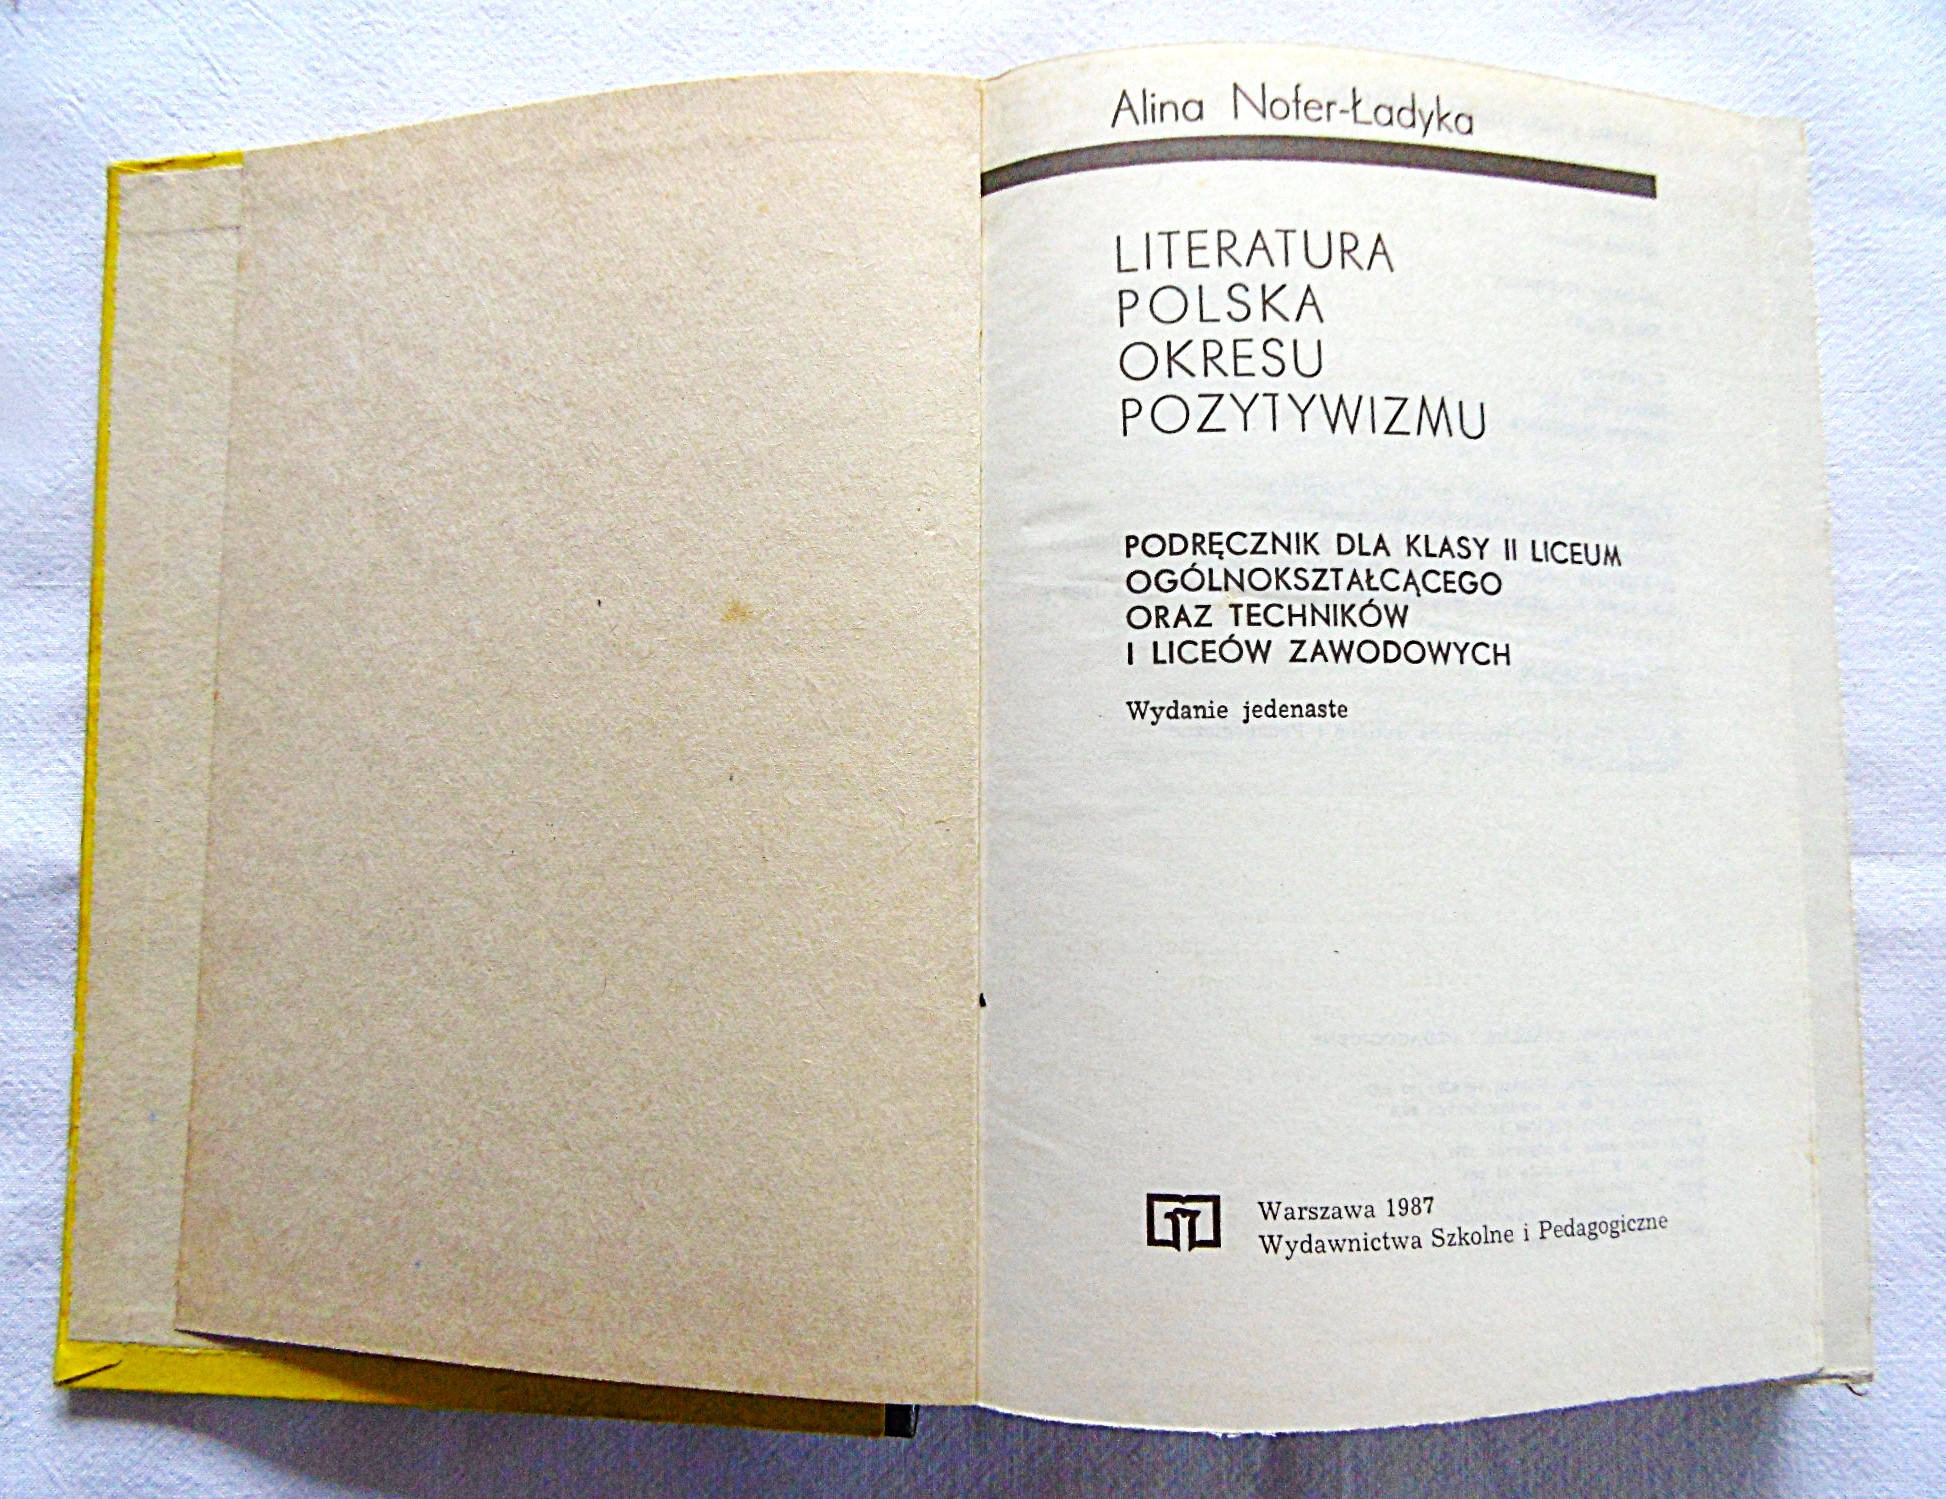 Alina Nofer-Ładyka
LITERATURA
POLSKA
OKRESU
POZYTYWIZMU
PODRĘCZNIK DLA KLASY II LICEUM
OGÓLNOKSZTAŁCĄCEGO
ORAZ TECHNIKÓW
I LICEÓW ZAWODOWYCH
Wydanie jedenaste
Warszawa 1987
Wydawnictwa Szkolne i Pedagogiczne